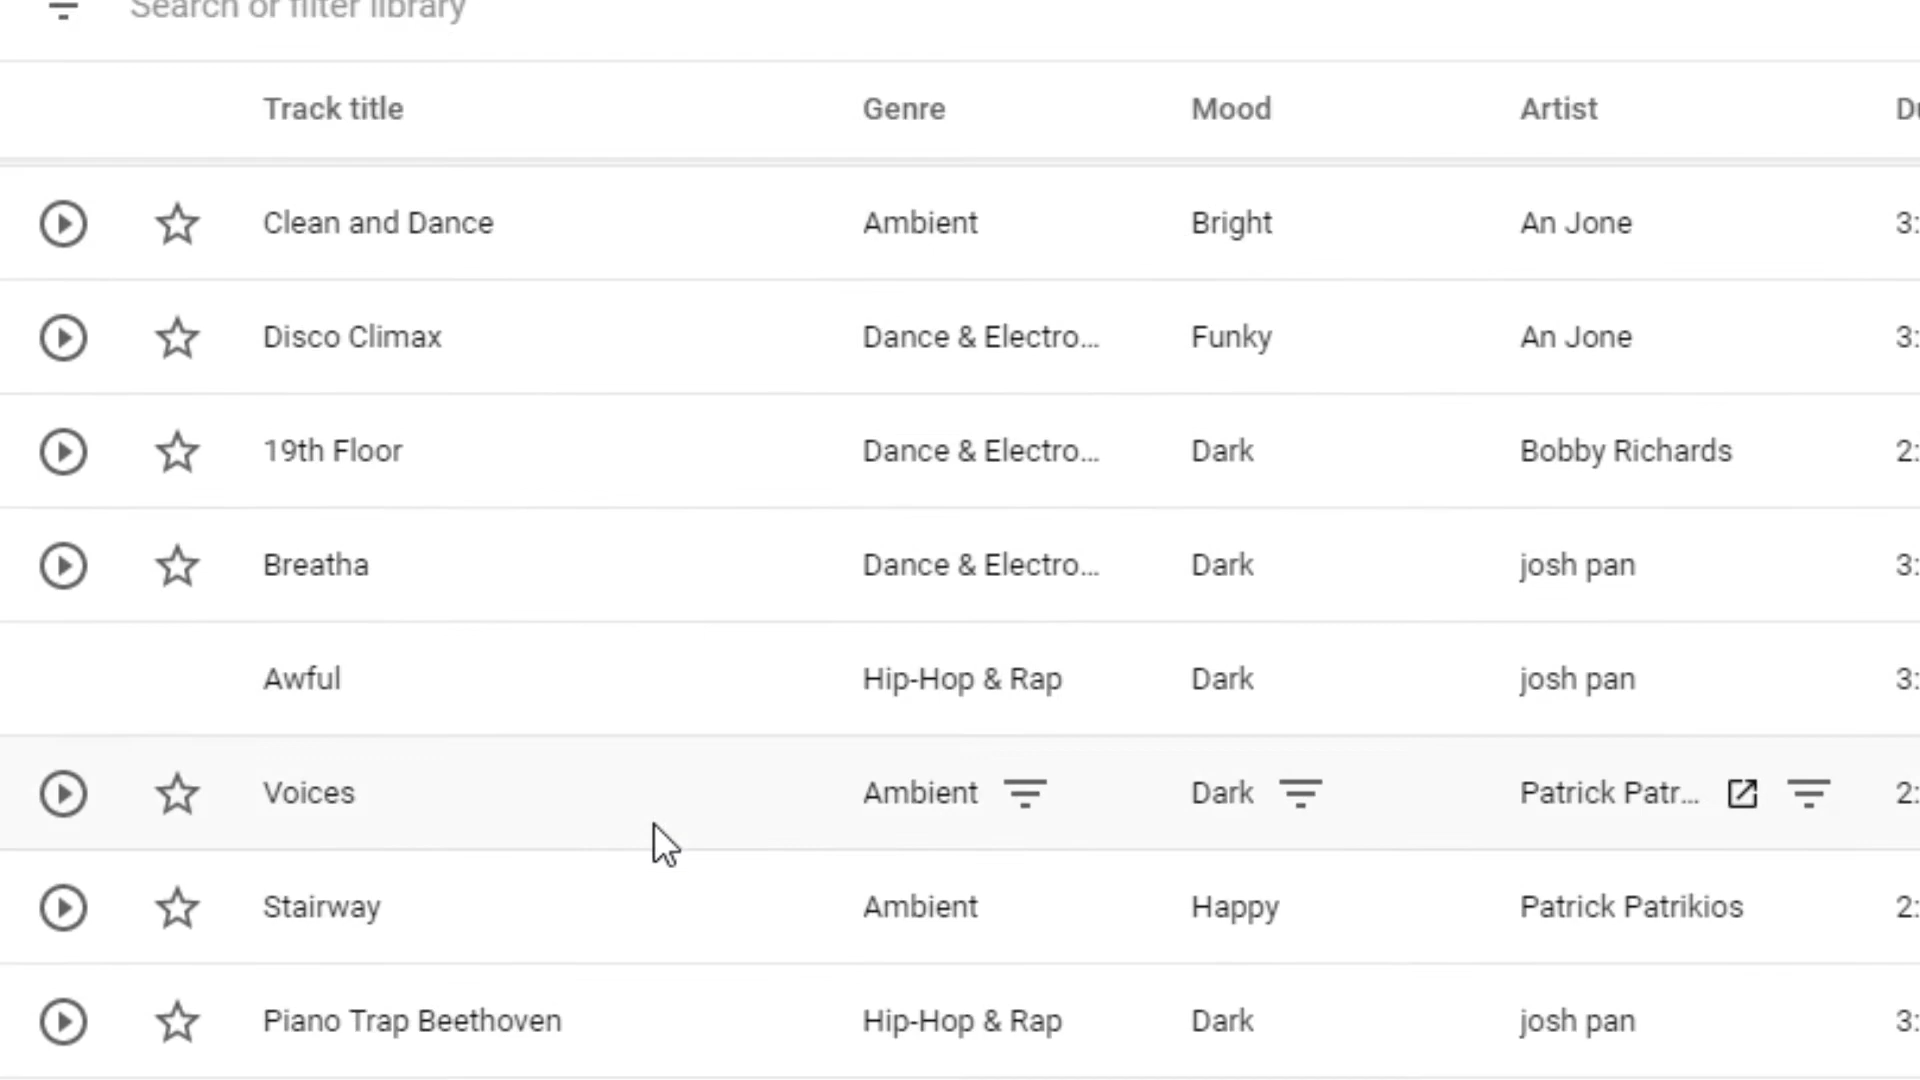 Search or filter library
Track title Genre Mood Artist
Clean and Dance Ambient Bright An Jone 3:
Disco Climax Dance & Electro... Funky An Jone 3:
19th Floor Dance & Electro... Dark Bobby Richards 2:
Breatha Dance & Electro... Dark josh pan 3:
Awful Hip-Hop & Rap Dark josh pan 3:
Voices Ambient Dark Patrick Patr... 2:
Stairway Ambient Happy Patrick Patrikios 2:
Piano Trap Beethoven Hip-Hop & Rap Dark josh pan 3: